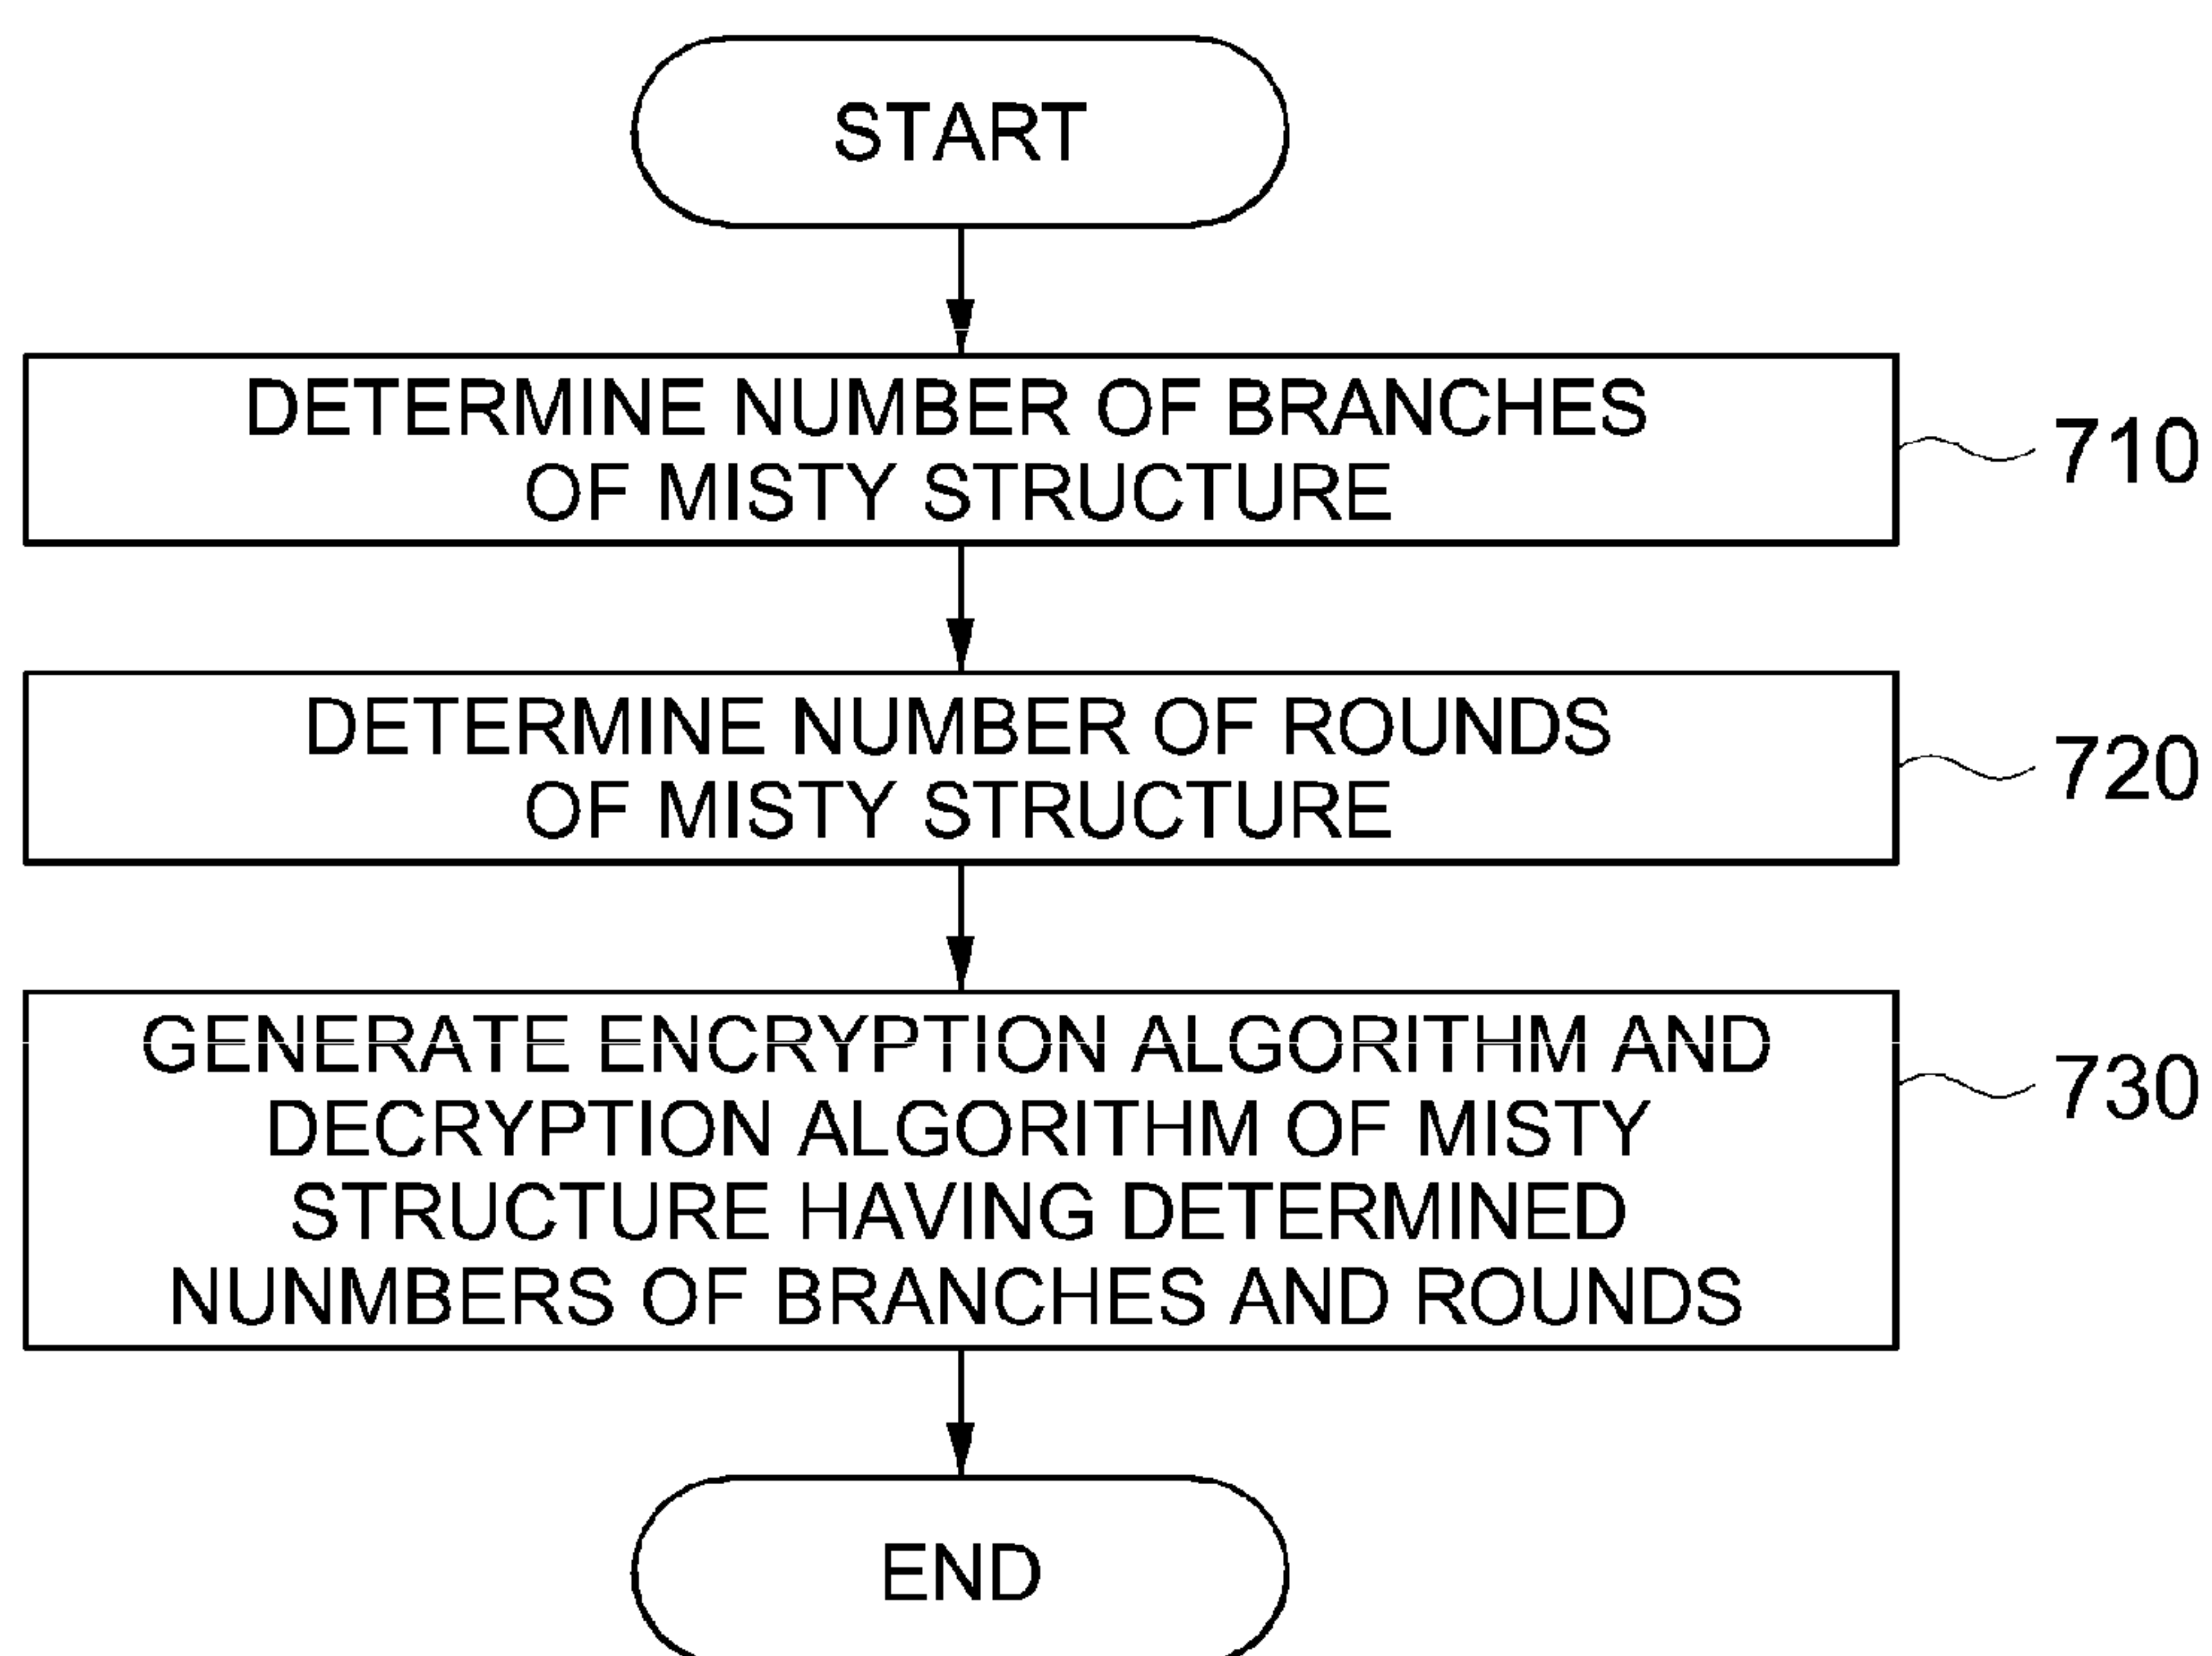 START
DETERMINE NUMBER OF BRANCHES
OF MISTY STRUCTURE
710
DETERMINE NUMBER OF ROUNDS
OF MISTY STRUCTURE
720
GENERATE ENCRYPTION ALGORITHM AND
DECRYPTION ALGORITHM OF MISTY
STRUCTURE HAVING DETERMINED
NUNMBERS OF BRANCHES AND ROUNDS
730
END